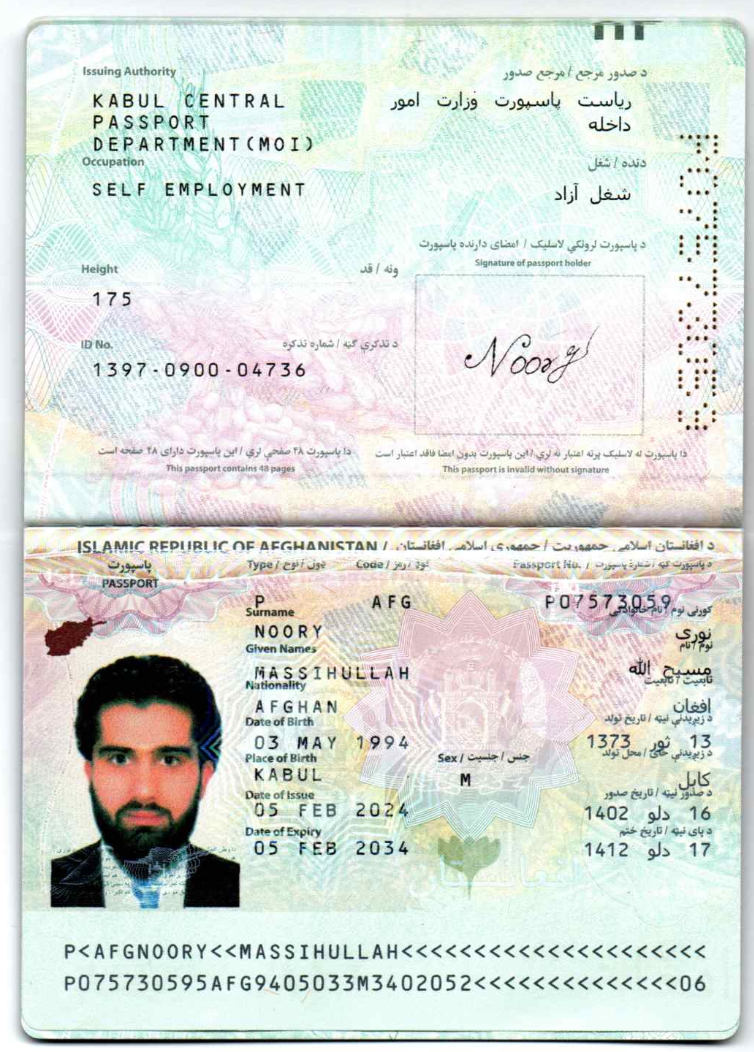 Issuing Authority
د صدور مرجع / مرجع صدور
KABUL CENTRAL
PASSPORT
DEPARTMENT(MOI)
ریاست پاسپورت وزارت امور
داخله
Occupation
دنده / شغل
SELF EMPLOYMENT
شغل آزاد
د پاسپورت لرونکي لاسلیک / امضای دارنده پاسپورت
Signature of passport holder
Height
ونه / قد
175
Noory
ID No.
د تذکرې ګڼه / شماره تذکره
1397-0900-04736
دا پاسپورت ۴۸ صفحې لري / این پاسپورت دارای ۴۸ صفحه است
This passport contains 48 pages
دا پاسپورت له لاسلیک پرته اعتبار نه لري / این پاسپورت بدون امضا فاقد اعتبار است
This passport is invalid without signature
ISLAMIC REPUBLIC OF AFGHANISTAN / د افغانستان اسلامي جمهوریت / جمهوری اسلامی افغانستان
پاسپورت
PASSPORT
Type / ډول / نوع
Code / کوډ / رمز
Passport No. / د پاسپورت ګڼه / شمارۀ پاسپورت
P
AFG
P07573059
Surname
کورنی نوم / نام خانوادگی
NOORY
نوری
Given Names
نوم / نام
MASSIHULLAH
مسیح الله
Nationality
تابعیت / تابعیت
AFGHAN
افغان
Date of Birth
د زیږیدنې نیټه / تاریخ تولد
03 MAY 1994
13 ثور 1373
Place of Birth
Sex / جنس / جنسیت
د زیږیدنې ځای / محل تولد
KABUL
M
کابل
Date of Issue
د صدور نیټه / تاریخ صدور
05 FEB 2024
16 دلو 1402
Date of Expiry
د پای نیټه / تاریخ ختم
05 FEB 2034
17 دلو 1412
P<AFGNOORY<<MASSIHULLAH<<<<<<<<<<<<<<<<<<<<<
P075730595AFG9405033M3402052<<<<<<<<<<<<<<06